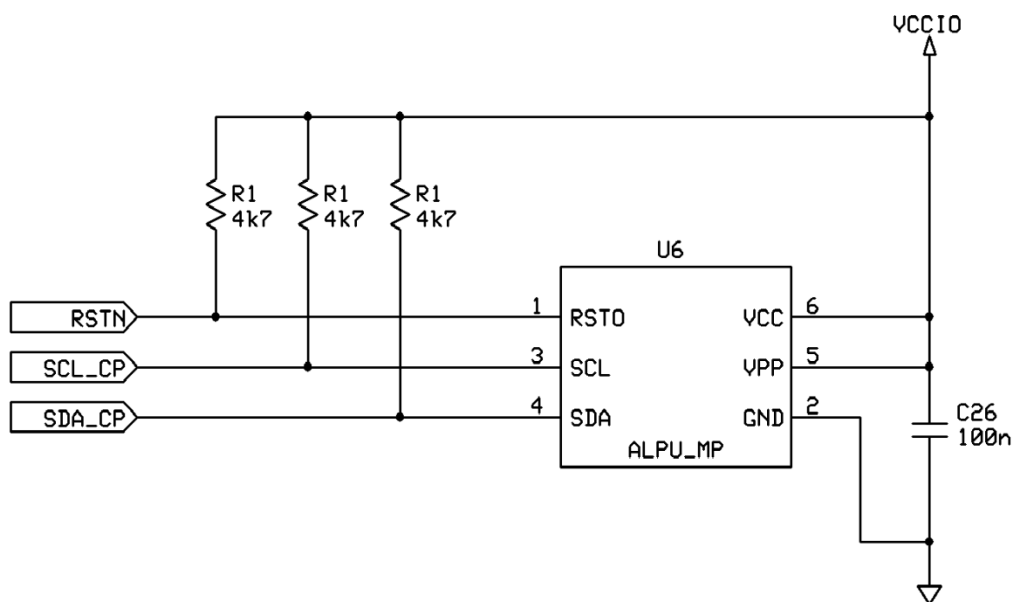 VCCIO
R1
4k7
R1
4k7
R1
4k7
U6
RSTN
1
RSTO
VCC
6
SCL_CP
3
SCL
VPP
5
SDA_CP
4
SDA
GND
2
C26
100n
ALPU_MP